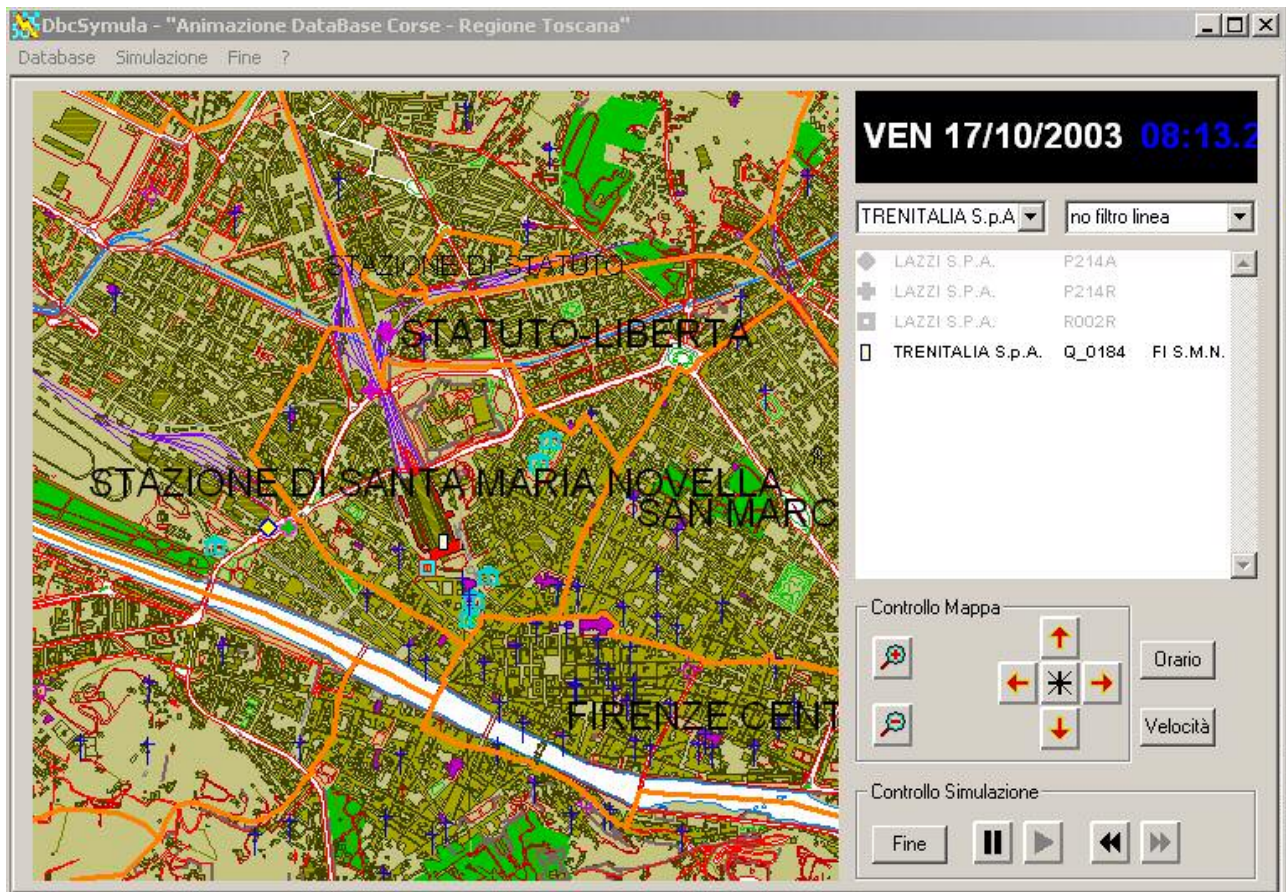 DbcSymula - "Animazione DataBase Corse - Regione Toscana"
Database Simulazione Fine ?
VEN 17/10/2003 08:13.2
TRENITALIA S.p.A no filtro linea
LAZZI S.P.A. P214A
LAZZI S.P.A. P214R
LAZZI S.P.A. R002R
TRENITALIA S.p.A. Q_0184 FI S.M.N.
STAZIONE DI STATUTO
STATUTO-LIBERTA
STAZIONE DI SANTA MARIA NOVELLA
SAN MARC
FIRENZE CENT
Controllo Mappa
Orario
Velocità
Controllo Simulazione
Fine